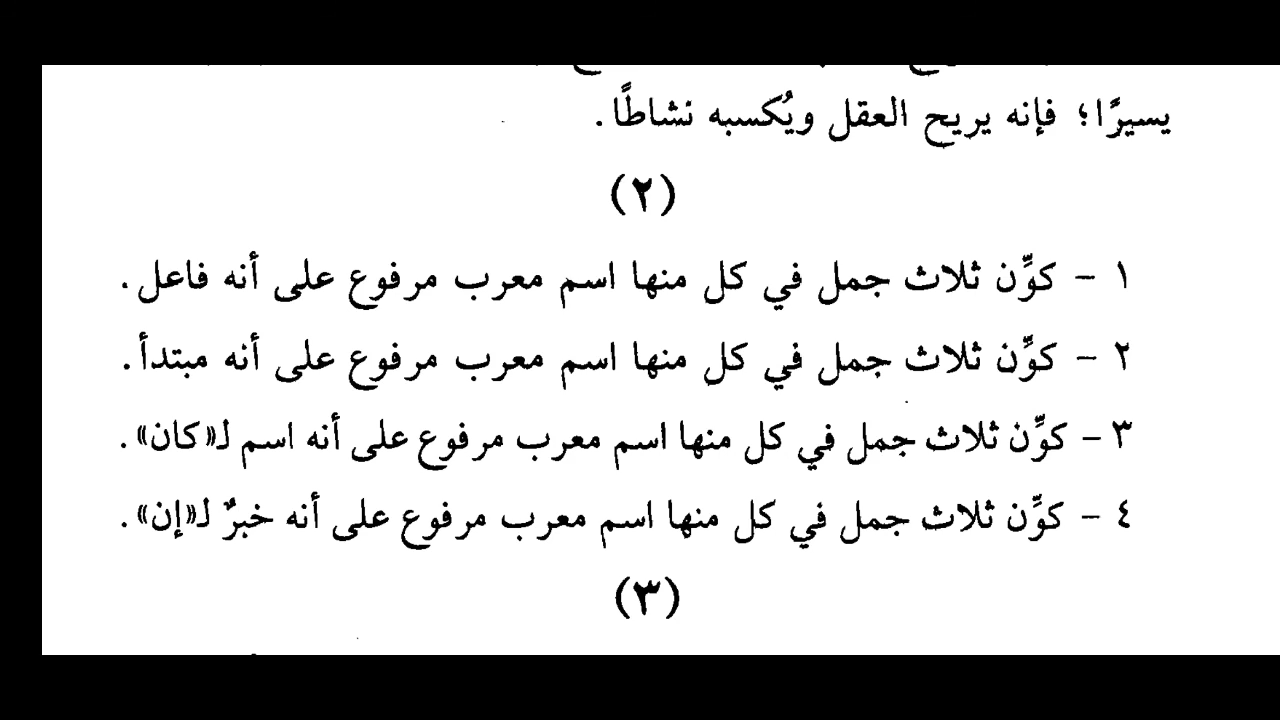 يسيرًا؛ فإنه يريح العقل ويُكسبه نشاطًا.
(٢)
١ - كوِّن ثلاث جمل في كل منها اسم معرب مرفوع على أنه فاعل.
٢ - كوِّن ثلاث جمل في كل منها اسم معرب مرفوع على أنه مبتدأ.
٣ - كوِّن ثلاث جمل في كل منها اسم معرب مرفوع على أنه اسم لـ«كان».
٤ - كوِّن ثلاث جمل في كل منها اسم معرب مرفوع على أنه خبرٌ لـ«إن».
(٣)